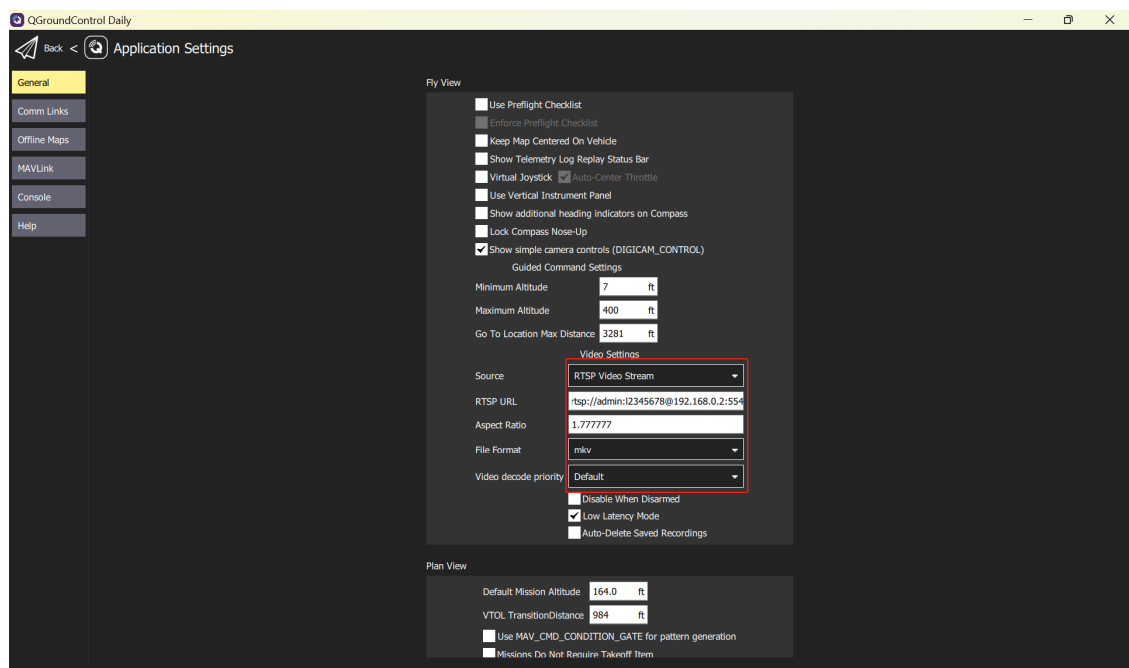 QGroundControl Daily
Back < Application Settings
General
Comm Links
Offline Maps
MAVLink
Console
Help
Fly View
Use Preflight Checklist
Enforce Preflight Checklist
Keep Map Centered On Vehicle
Show Telemetry Log Replay Status Bar
Virtual Joystick Auto-Center Throttle
Use Vertical Instrument Panel
Show additional heading indicators on Compass
Lock Compass Nose-Up
Show simple camera controls (DIGICAM_CONTROL)
Guided Command Settings
Minimum Altitude 7 ft
Maximum Altitude 400 ft
Go To Location Max Distance 3281 ft
Video Settings
Source RTSP Video Stream
RTSP URL rtsp://admin:l2345678@192.168.0.2:554
Aspect Ratio 1.777777
File Format mkv
Video decode priority Default
Disable When Disarmed
Low Latency Mode
Auto-Delete Saved Recordings
Plan View
Default Mission Altitude 164.0 ft
VTOL TransitionDistance 984 ft
Use MAV_CMD_CONDITION_GATE for pattern generation
Missions Do Not Require Takeoff Item